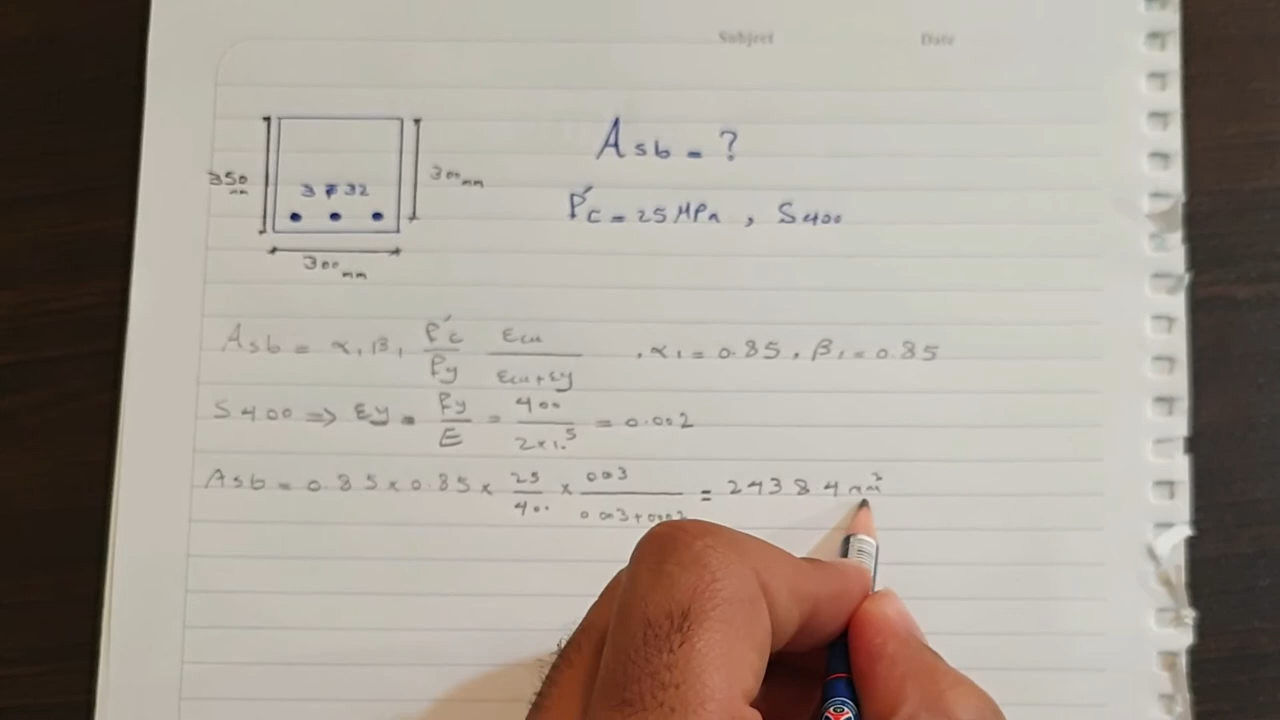 Subject Date
Asb = ?
350 mm
3 Φ 32
300 mm
f'c = 25 MPa , S400
300 mm
Asb = α1 β1 f'c/fy εcu/(εcu+εy) , α1 = 0.85 , β1 = 0.85
S400 ⇒ εy = fy/E = 400/2×10^5 = 0.002
Asb = 0.85 × 0.85 × 25/400 × 0.003/(0.003+0.002) = 2438.4 mm²